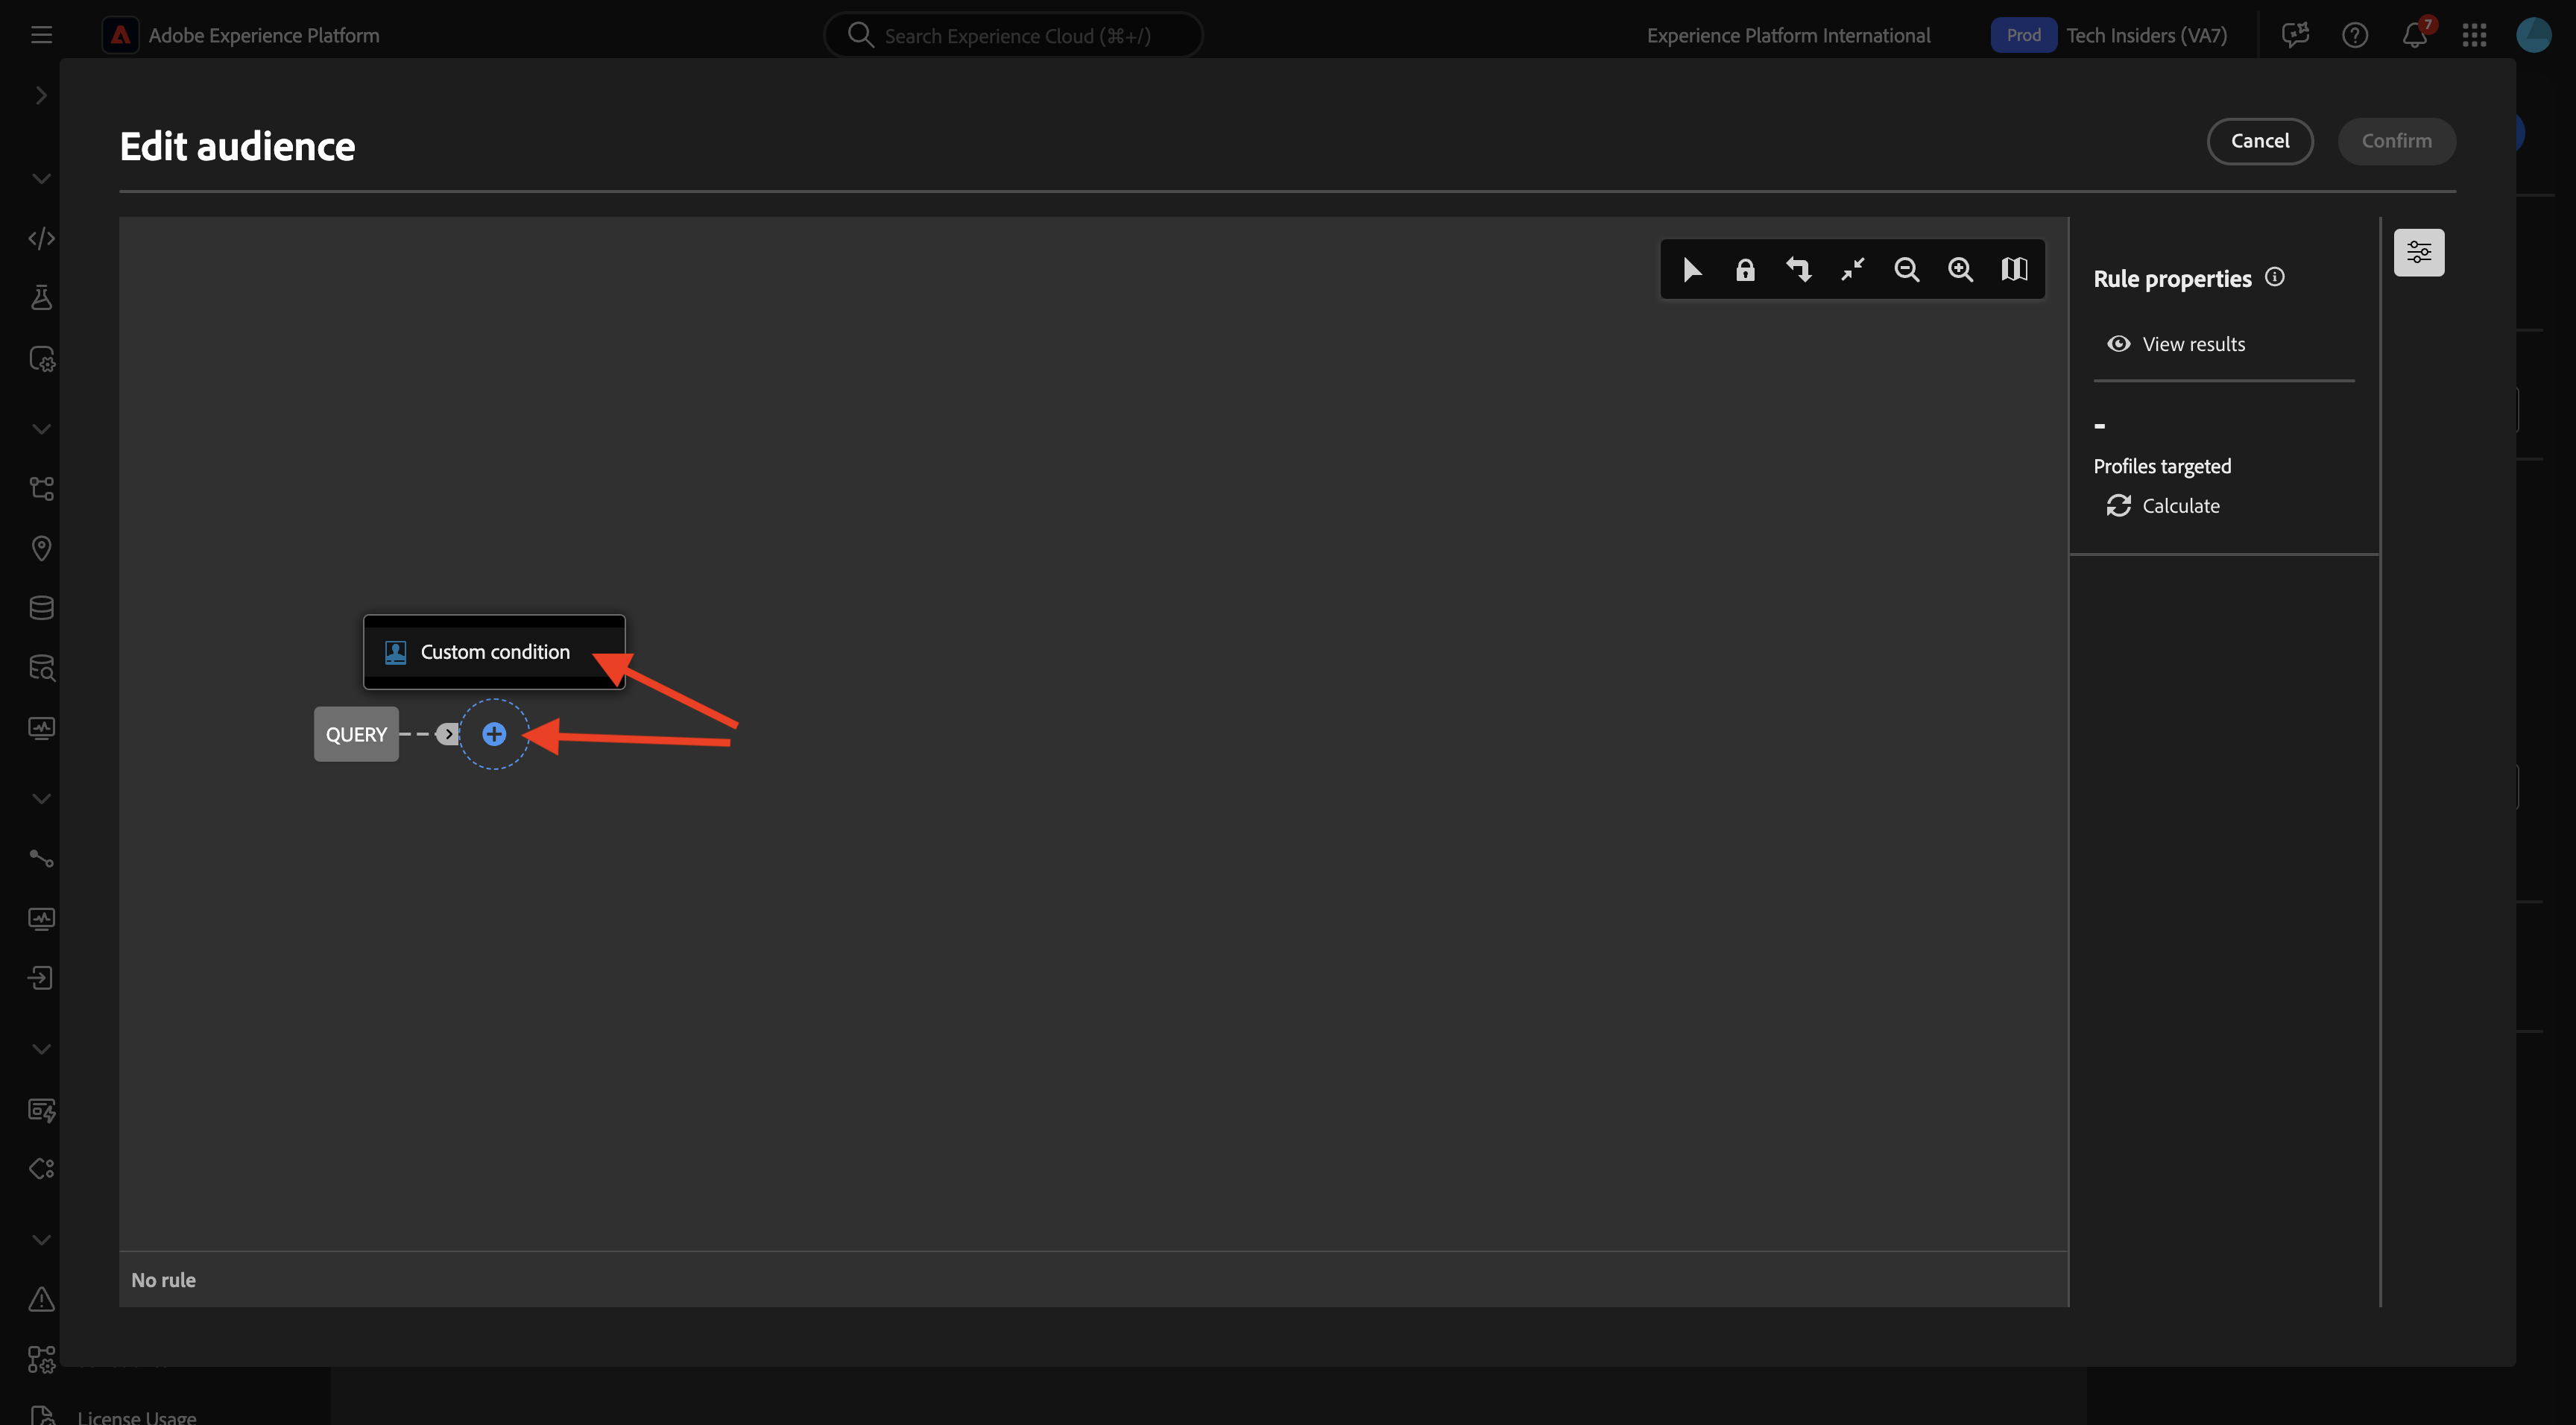 Adobe Experience Platform
Search Experience Cloud (⌘+/)
Experience Platform International
Prod
Tech Insiders (VA7)
7
Edit audience
Cancel
Confirm
Rule properties
View results
-
Profiles targeted
Calculate
Custom condition
QUERY
No rule
License Usage